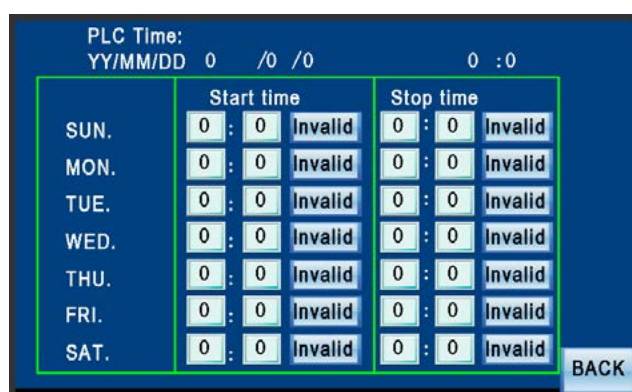 PLC Time:
YY/MM/DD 0 /0 /0 0 :0
Start time Stop time
SUN. 0 : 0 Invalid 0 : 0 Invalid
MON. 0 : 0 Invalid 0 : 0 Invalid
TUE. 0 : 0 Invalid 0 : 0 Invalid
WED. 0 : 0 Invalid 0 : 0 Invalid
THU. 0 : 0 Invalid 0 : 0 Invalid
FRI. 0 : 0 Invalid 0 : 0 Invalid
SAT. 0 : 0 Invalid 0 : 0 Invalid
BACK